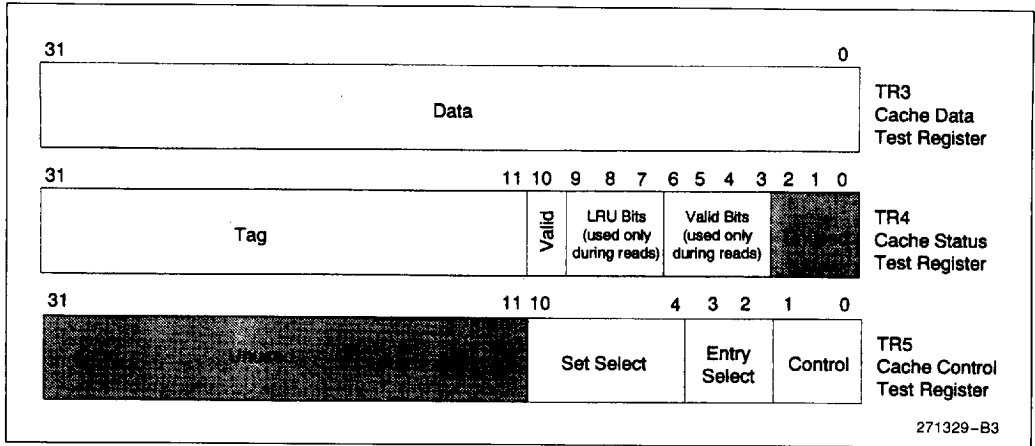 31 0
Data
TR3
Cache Data
Test Register
31 11 10 9 8 7 6 5 4 3 2 1 0
Tag
Valid
LRU Bits
(used only
during reads)
Valid Bits
(used only
during reads)
TR4
Cache Status
Test Register
31 11 10 4 3 2 1 0
Set Select
Entry
Select
Control
TR5
Cache Control
Test Register
271329-B3